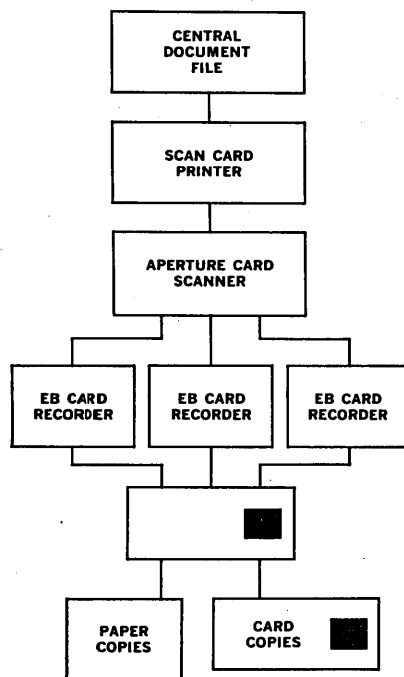 CENTRAL
DOCUMENT
FILE
SCAN CARD
PRINTER
APERTURE CARD
SCANNER
EB CARD
RECORDER
EB CARD
RECORDER
EB CARD
RECORDER
PAPER
COPIES
CARD
COPIES